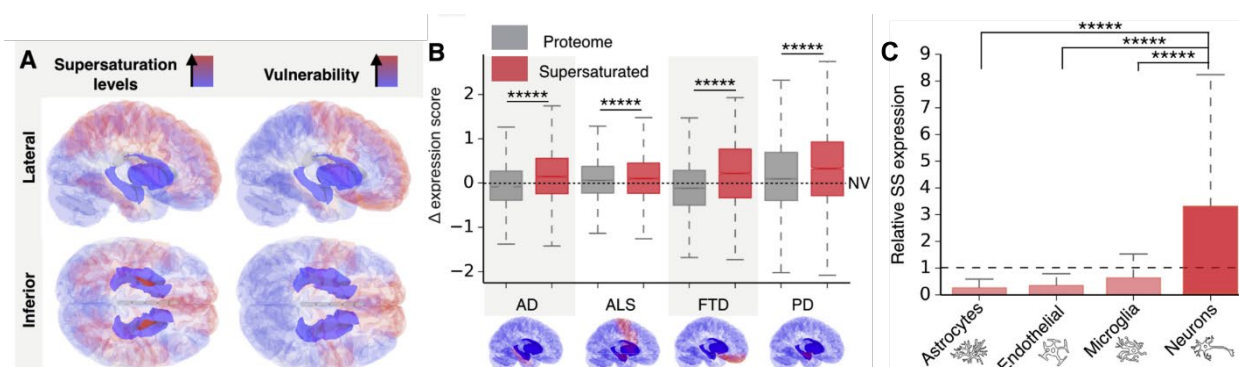 A
Supersaturation levels
Vulnerability
Lateral
Inferior
B
Proteome
Supersaturated
*****
*****
*****
*****
Δ expression score
2
1
0
−1
−2
NV
AD
ALS
FTD
PD
C
*****
*****
*****
Relative SS expression
9
8
7
6
5
4
3
2
1
0
Astrocytes
Endothelial
Microglia
Neurons